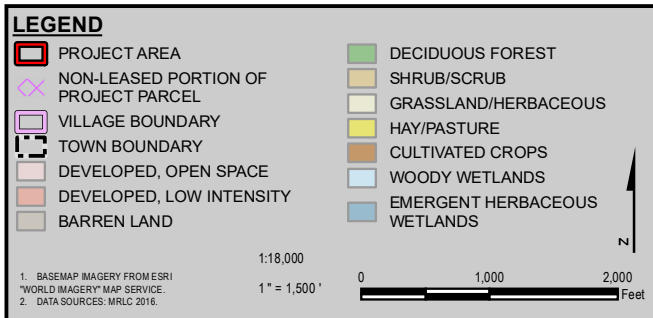 LEGEND
PROJECT AREA
NON-LEASED PORTION OF
PROJECT PARCEL
VILLAGE BOUNDARY
TOWN BOUNDARY
DEVELOPED, OPEN SPACE
DEVELOPED, LOW INTENSITY
BARREN LAND
DECIDUOUS FOREST
SHRUB/SCRUB
GRASSLAND/HERBACEOUS
HAY/PASTURE
CULTIVATED CROPS
WOODY WETLANDS
EMERGENT HERBACEOUS
WETLANDS
N
1. BASEMAP IMAGERY FROM ESRI
"WORLD IMAGERY" MAP SERVICE.
2. DATA SOURCES: MRLC 2016.
1:18,000
1 " = 1,500 '
0 1,000 2,000
Feet